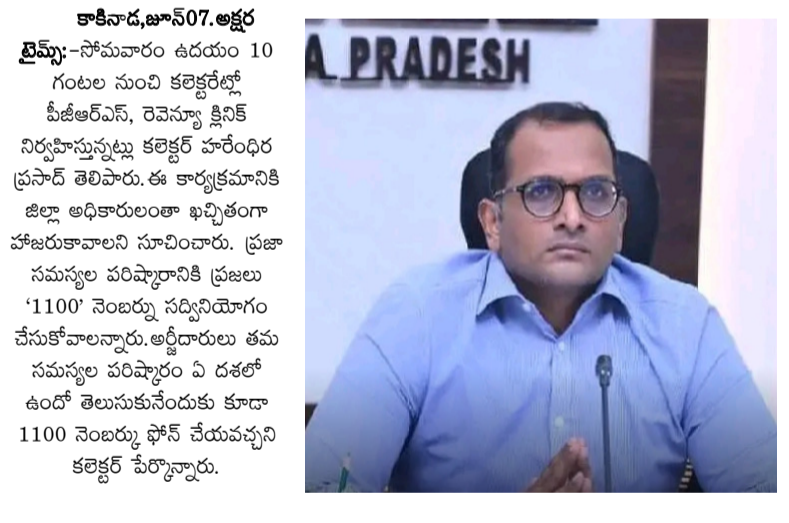 కాకినాడ,జూన్07.అక్షర
టైమ్స్:-సోమవారం ఉదయం 10
గంటల నుంచి కలెక్టరేట్లో
పీజీఆర్ఎస్, రెవెన్యూ క్లినిక్
నిర్వహిస్తున్నట్లు కలెక్టర్ హరేంధిర
ప్రసాద్ తెలిపారు.ఈ కార్యక్రమానికి
జిల్లా అధికారులంతా ఖచ్చితంగా
హాజరుకావాలని సూచించారు. ప్రజా
సమస్యల పరిష్కారానికి ప్రజలు
‘1100’ నెంబర్ను సద్వినియోగం
చేసుకోవాలన్నారు.అర్జీదారులు తమ
సమస్యల పరిష్కారం ఏ దశలో
ఉందో తెలుసుకునేందుకు కూడా
1100 నెంబర్కు ఫోన్ చేయవచ్చని
కలెక్టర్ పేర్కొన్నారు.
A PRADESH